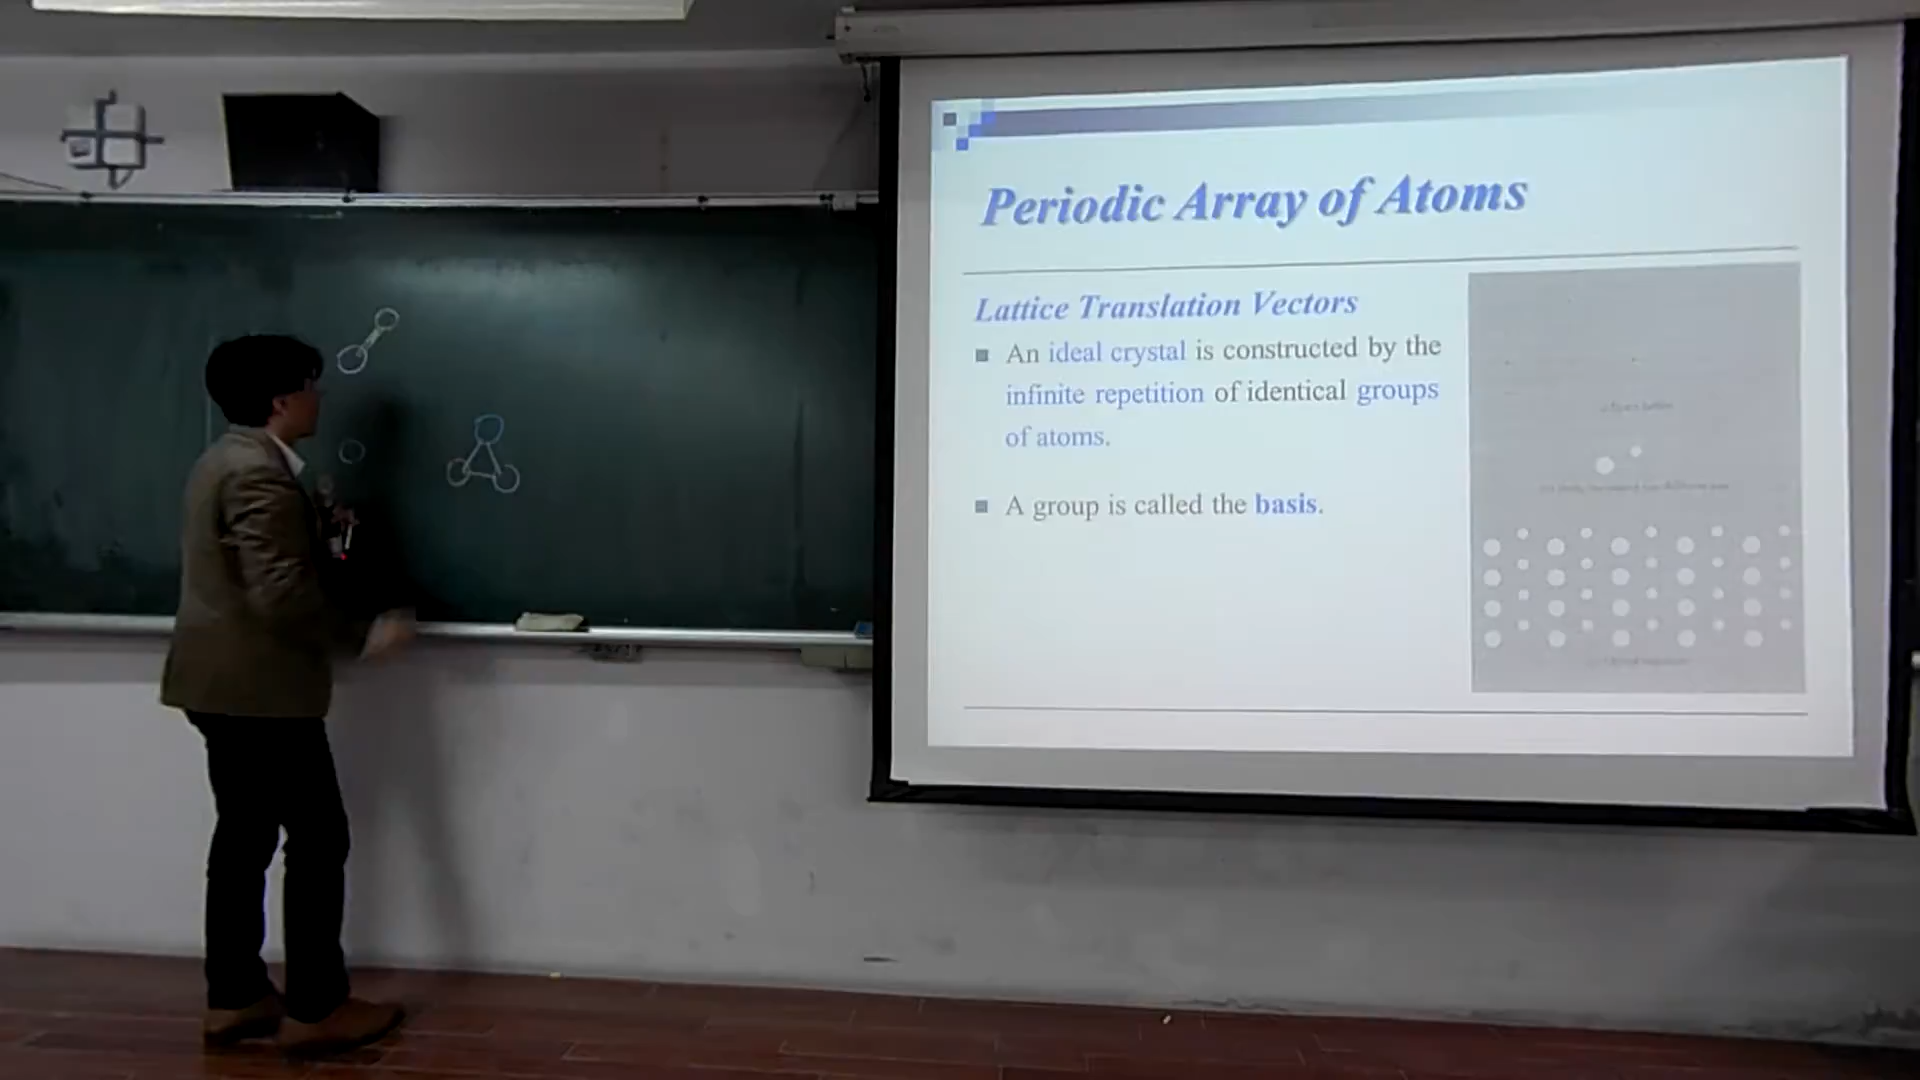 Periodic Array of Atoms
Lattice Translation Vectors
An ideal crystal is constructed by the
infinite repetition of identical groups
of atoms.
A group is called the basis.